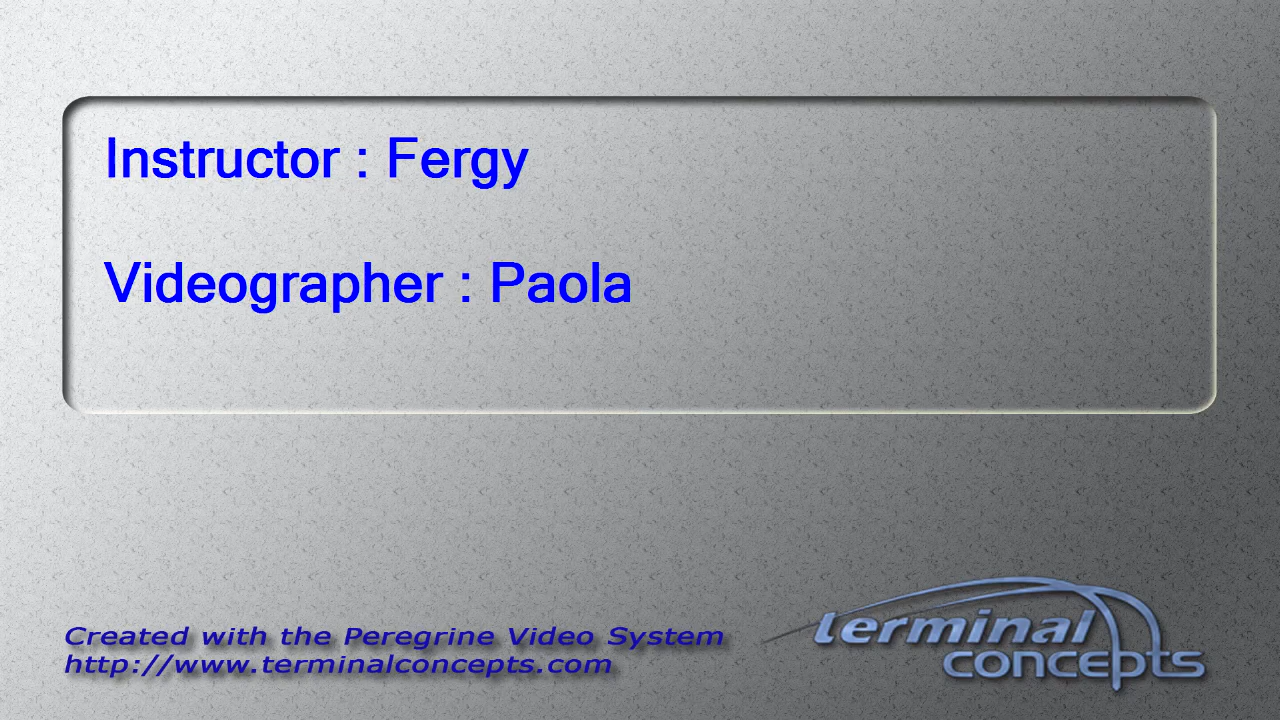 Instructor : Fergy
Videographer : Paola
Created with the Peregrine Video System
http://www.terminalconcepts.com
terminal
concepts